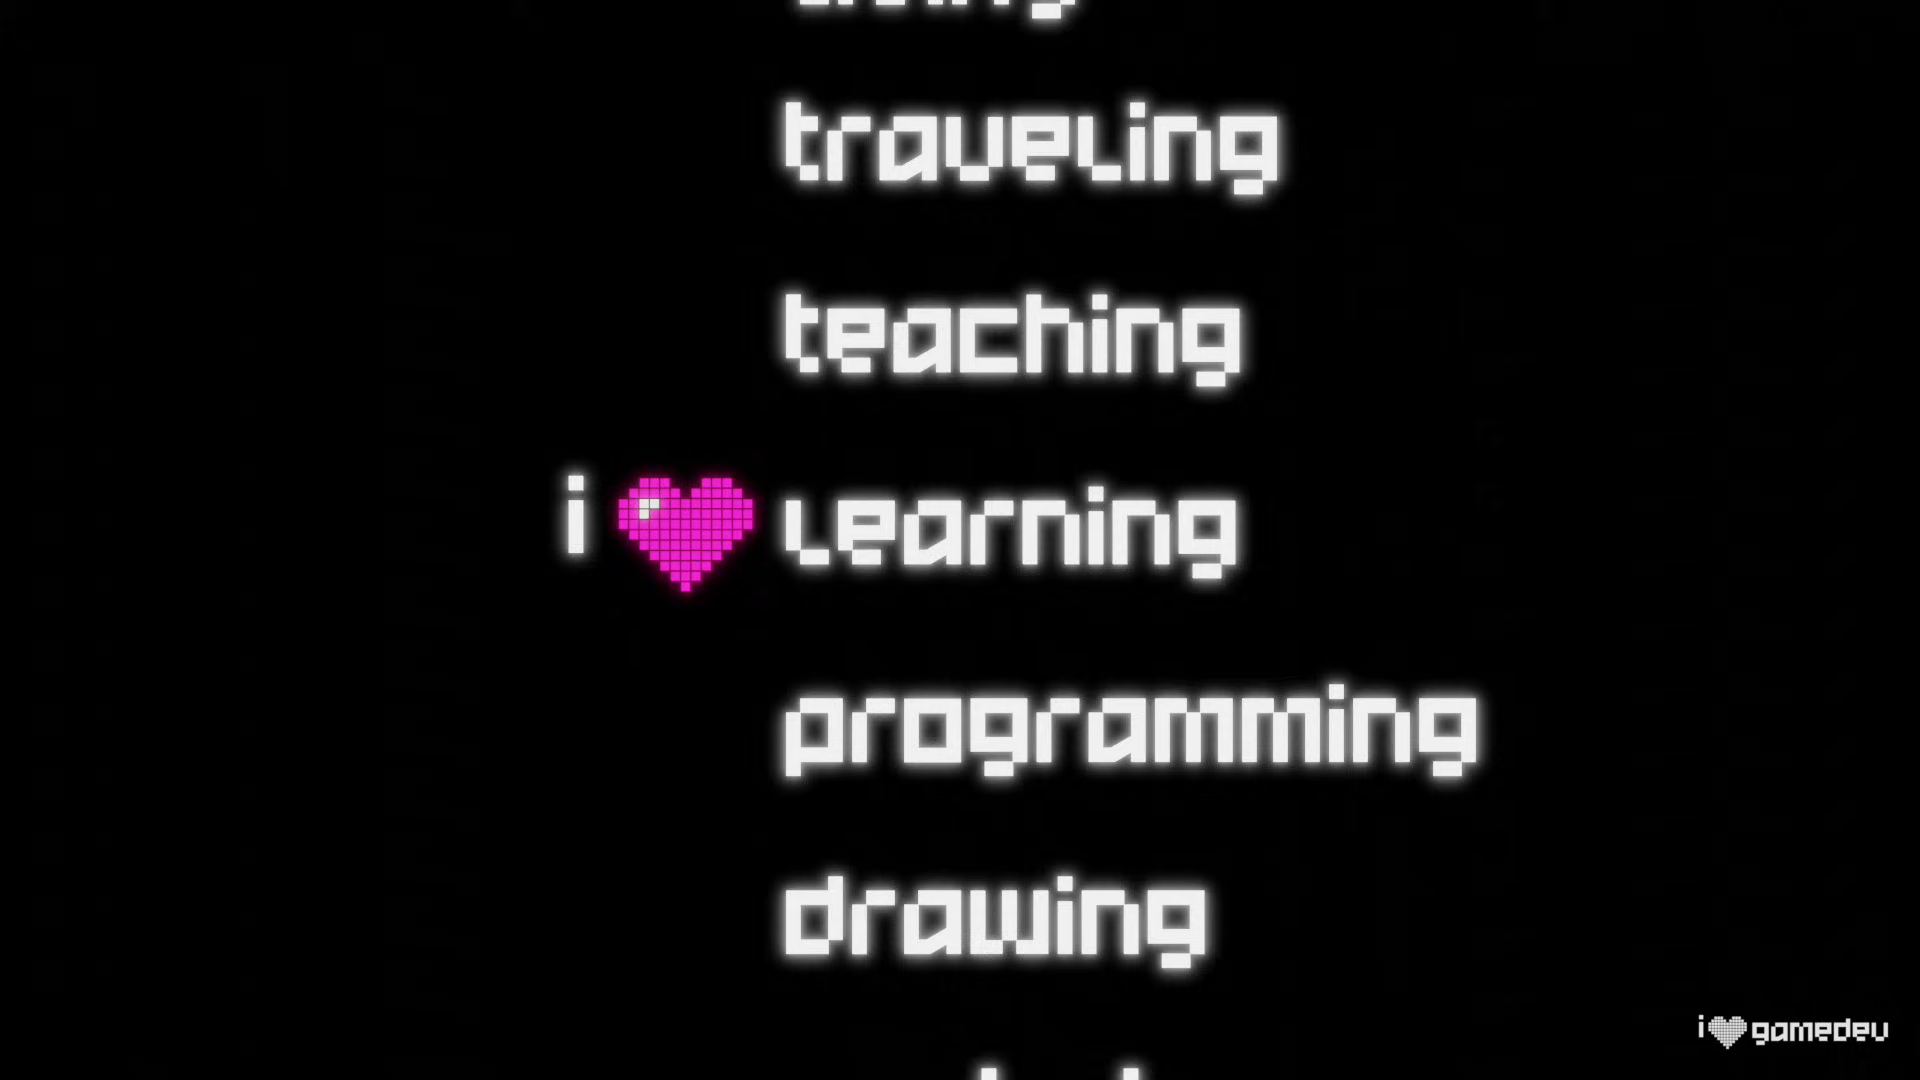 traveling
teaching
i ♥ learning
programming
drawing
i ♥ gamedev